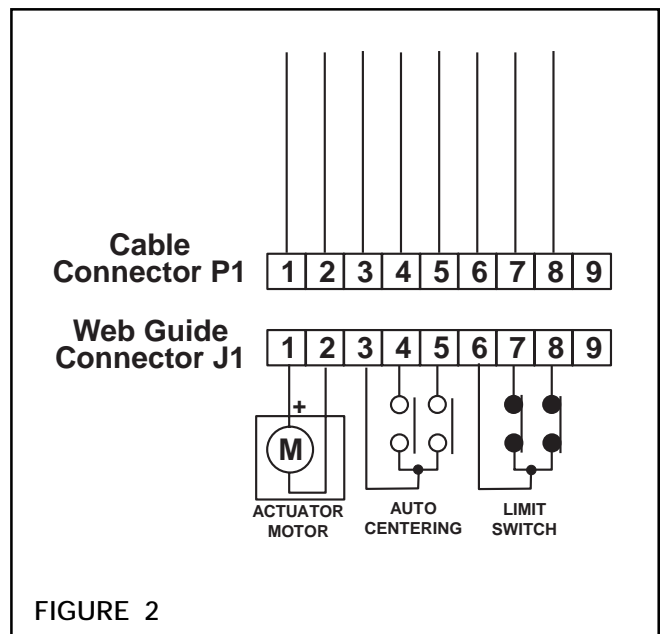 Cable
Connector P1
1 2 3 4 5 6 7 8 9
Web Guide
Connector J1
1 2 3 4 5 6 7 8 9
+
M
ACTUATOR
MOTOR
AUTO
CENTERING
LIMIT
SWITCH
FIGURE 2